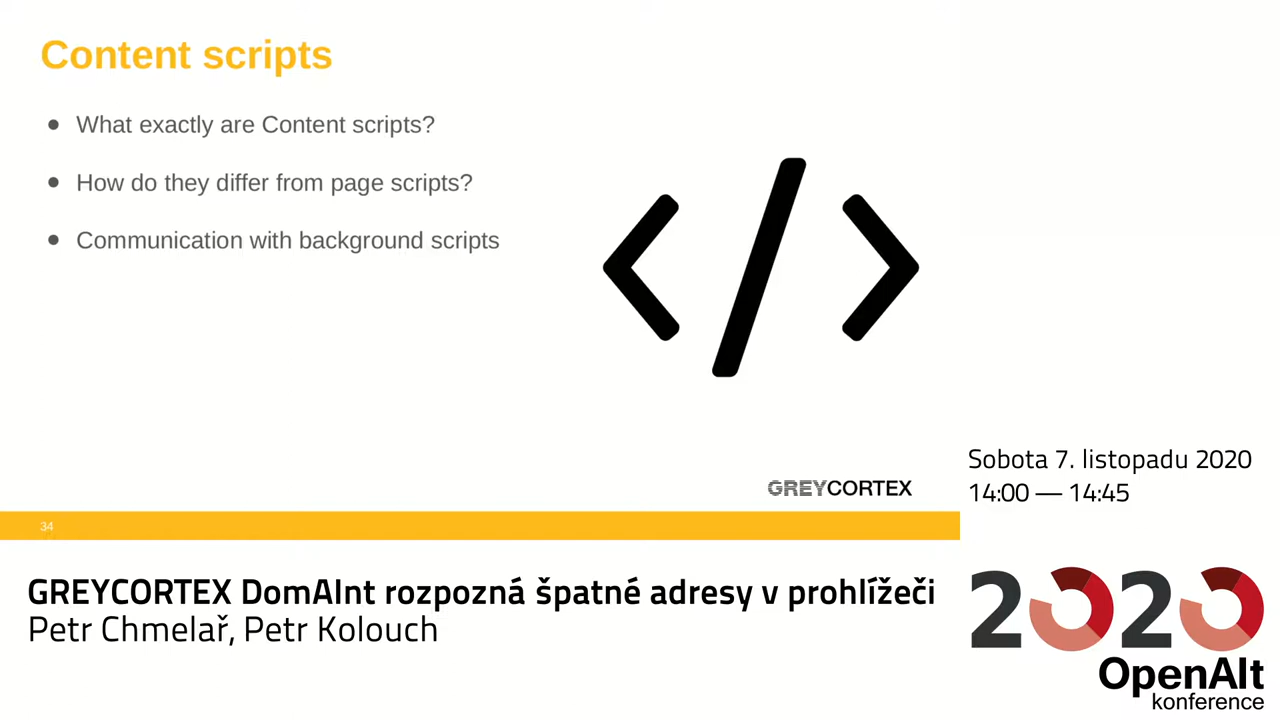 Content scripts
What exactly are Content scripts?
How do they differ from page scripts?
Communication with background scripts
GREYCORTEX
34
Sobota 7. listopadu 2020
14:00 — 14:45
GREYCORTEX DomAInt rozpozná špatné adresy v prohlížeči
Petr Chmelař, Petr Kolouch
2020
OpenAlt
konference